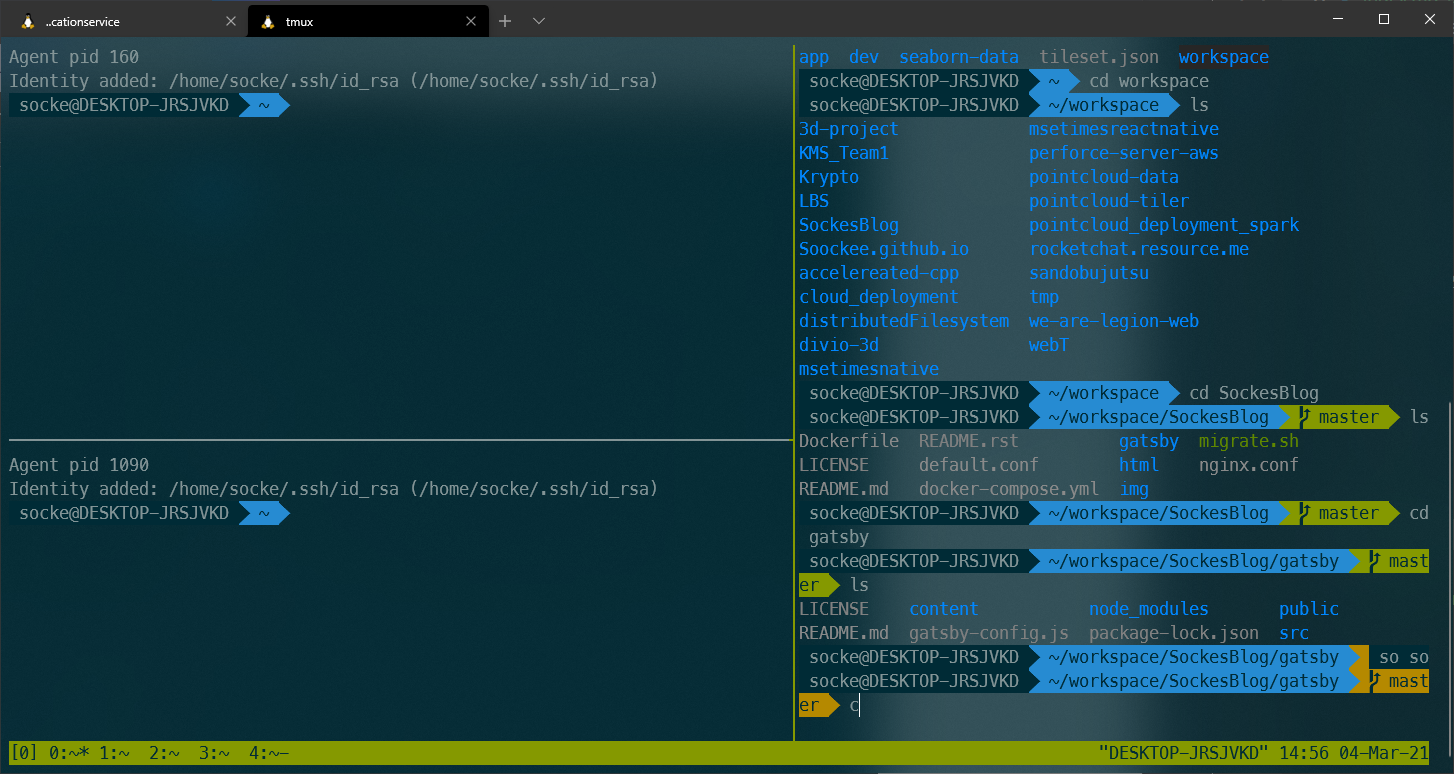 ..cationservice
tmux
Agent pid 160
Identity added: /home/socke/.ssh/id_rsa (/home/socke/.ssh/id_rsa)
socke@DESKTOP-JRSJVKD ~
Agent pid 1090
Identity added: /home/socke/.ssh/id_rsa (/home/socke/.ssh/id_rsa)
socke@DESKTOP-JRSJVKD ~
app dev seaborn-data tileset.json workspace
socke@DESKTOP-JRSJVKD ~ cd workspace
socke@DESKTOP-JRSJVKD ~/workspace ls
3d-project msetimesreactnative
KMS_Team1 perforce-server-aws
Krypto pointcloud-data
LBS pointcloud-tiler
SockesBlog pointcloud_deployment_spark
Soockee.github.io rocketchat.resource.me
accelereated-cpp sandobujutsu
cloud_deployment tmp
distributedFilesystem we-are-legion-web
divio-3d webT
msetimesnative
socke@DESKTOP-JRSJVKD ~/workspace cd SockesBlog
socke@DESKTOP-JRSJVKD ~/workspace/SockesBlog master ls
Dockerfile README.rst gatsby migrate.sh
LICENSE default.conf html nginx.conf
README.md docker-compose.yml img
socke@DESKTOP-JRSJVKD ~/workspace/SockesBlog master cd
gatsby
socke@DESKTOP-JRSJVKD ~/workspace/SockesBlog/gatsby mast
er ls
LICENSE content node_modules public
README.md gatsby-config.js package-lock.json src
socke@DESKTOP-JRSJVKD ~/workspace/SockesBlog/gatsby so so
socke@DESKTOP-JRSJVKD ~/workspace/SockesBlog/gatsby mast
er c
[0] 0:~* 1:~ 2:~ 3:~ 4:~- "DESKTOP-JRSJVKD" 14:56 04-Mar-21